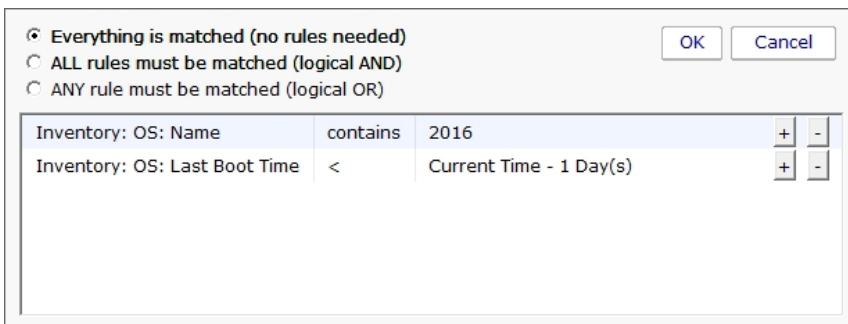 Everything is matched (no rules needed)
OK
Cancel
ALL rules must be matched (logical AND)
ANY rule must be matched (logical OR)
Inventory: OS: Name contains 2016 + -
Inventory: OS: Last Boot Time < Current Time - 1 Day(s) + -